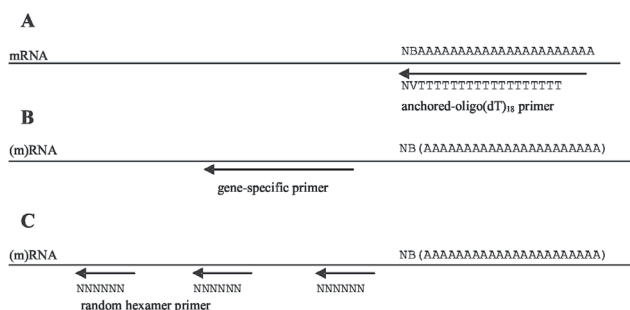 A
NBAAAAAAAAAAAAAAAAAAAAAA
mRNA
NVTTTTTTTTTTTTTTTTTT
anchored-oligo(dT)₁₈ primer
B
(m)RNA
NB(AAAAAAAAAAAAAAAAAAAAAA)
gene-specific primer
C
(m)RNA
NB(AAAAAAAAAAAAAAAAAAAAAA)
NNNNNN NNNNNN NNNNNN
random hexamer primer